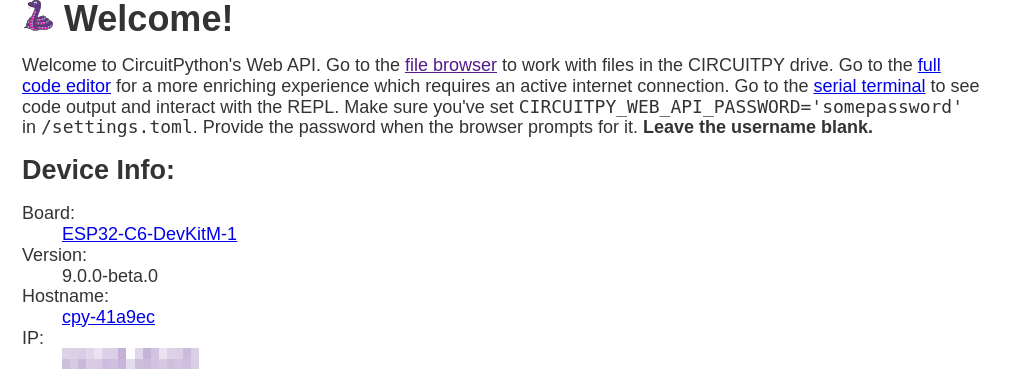 Welcome!
Welcome to CircuitPython's Web API. Go to the file browser to work with files in the CIRCUITPY drive. Go to the full
code editor for a more enriching experience which requires an active internet connection. Go to the serial terminal to see
code output and interact with the REPL. Make sure you've set CIRCUITPY_WEB_API_PASSWORD='somepassword'
in /settings.toml. Provide the password when the browser prompts for it. Leave the username blank.
Device Info:
Board:
ESP32-C6-DevKitM-1
Version:
9.0.0-beta.0
Hostname:
cpy-41a9ec
IP: